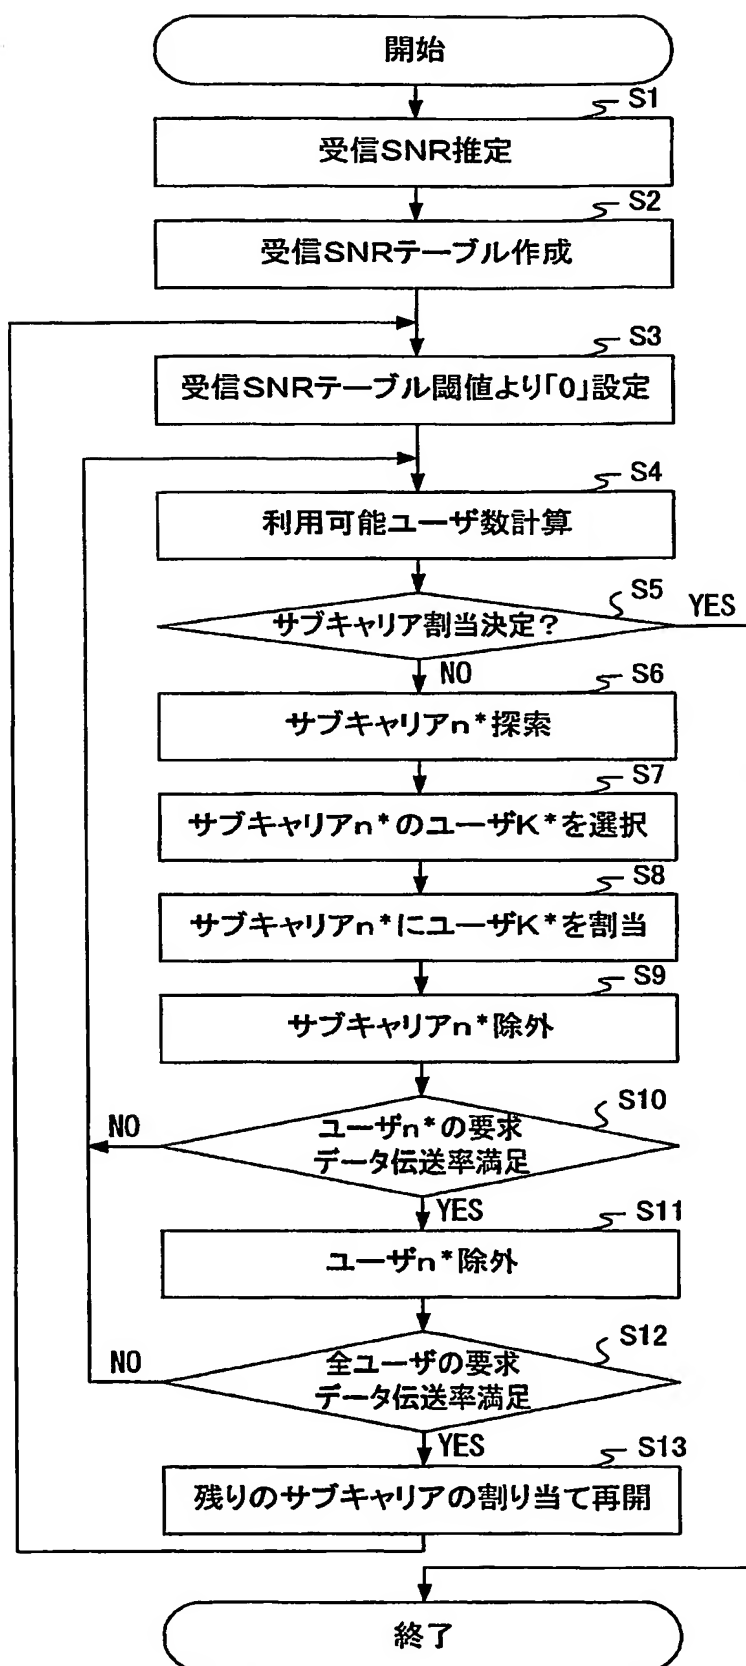 開始
S1
受信SNR推定
S2
受信SNRテーブル作成
S3
受信SNRテーブル閾値より「0」設定
S4
利用可能ユーザ数計算
S5
サブキャリア割当決定?
YES
NO
S6
サブキャリアn*探索
S7
サブキャリアn*のユーザK*を選択
S8
サブキャリアn*にユーザK*を割当
S9
サブキャリアn*除外
S10
ユーザn*の要求
データ伝送率満足
NO
YES
S11
ユーザn*除外
S12
全ユーザの要求
データ伝送率満足
NO
YES
S13
残りのサブキャリアの割り当て再開
終了